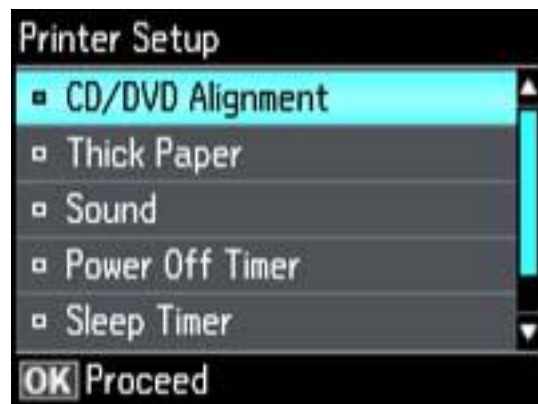 Printer Setup
CD/DVD Alignment
Thick Paper
Sound
Power Off Timer
Sleep Timer
OK Proceed